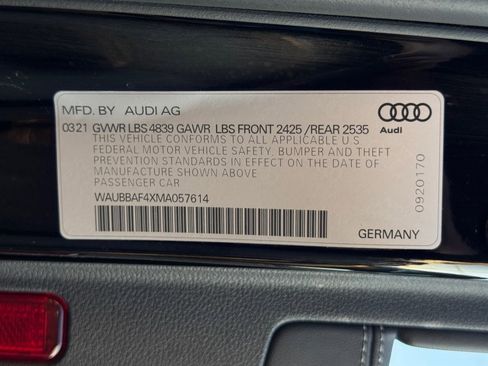 MFD. BY AUDI AG
03 21 GVWR LBS 4839 GAWR LBS FRONT 2425 / REAR 2535
THIS VEHICLE CONFORMS TO ALL APPLICABLE U S
FEDERAL MOTOR VEHICLE SAFETY, BUMPER AND THEFT
PREVENTION STANDARDS IN EFFECT ON THE DATE OF
MANUFACTURE SHOWN ABOVE
PASSENGER CAR
WAUBBAF4XMA057614
Audi
0920170
GERMANY